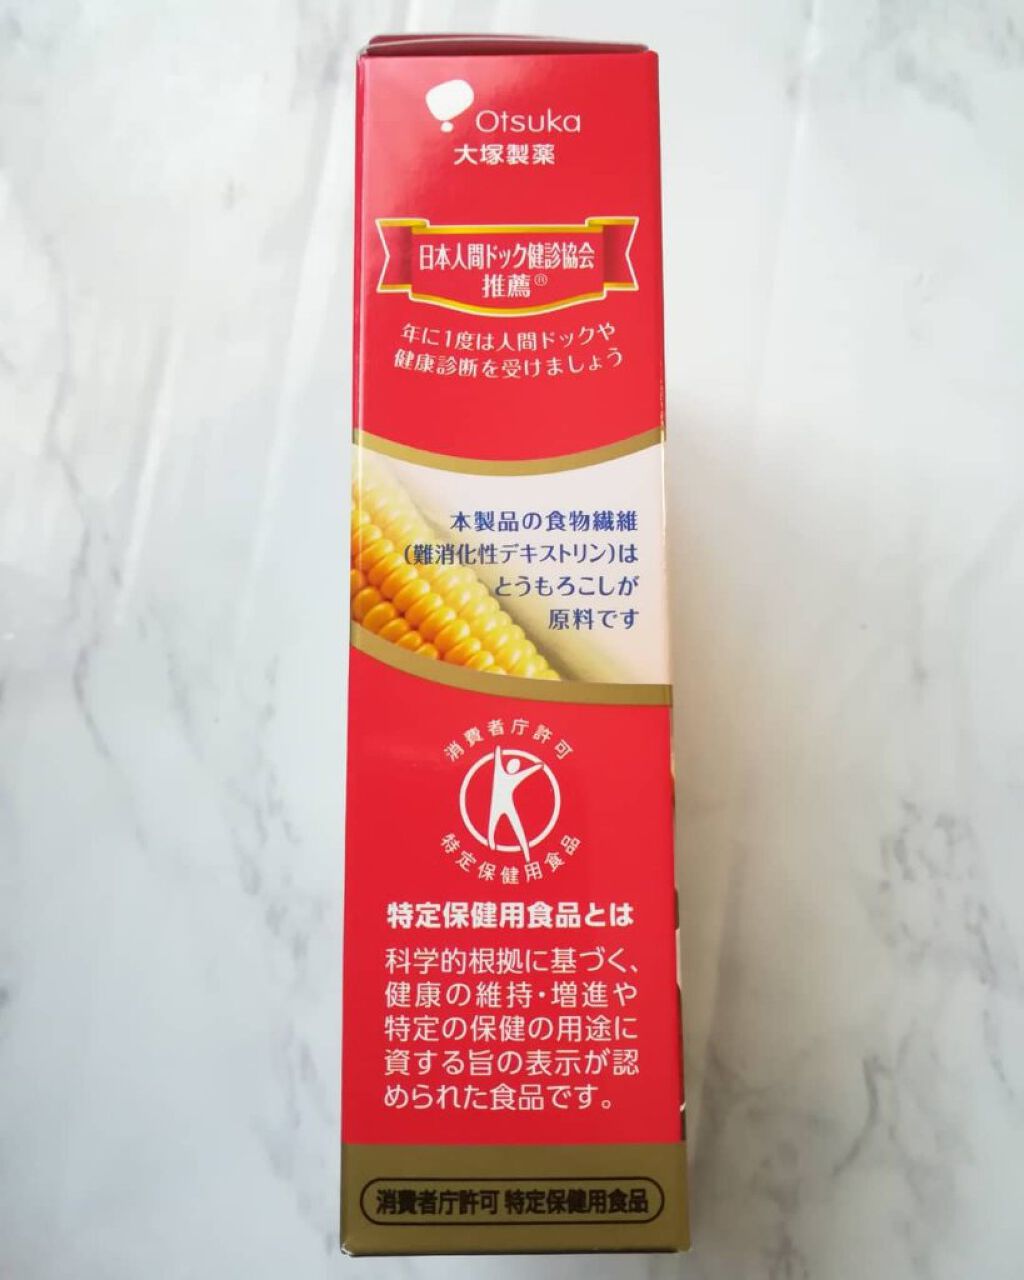 Otsuka
大塚製薬
日本人間ドック健診協会
推薦®
年に1度は人間ドックや
健康診断を受けましょう
本製品の食物繊維
(難消化性デキストリン)は
とうもろこしが
原料です
消費者庁許可
特定保健用食品
特定保健用食品とは
科学的根拠に基づく、
健康の維持・増進や
特定の保健の用途に
資する旨の表示が認
められた食品です。
消費者庁許可 特定保健用食品